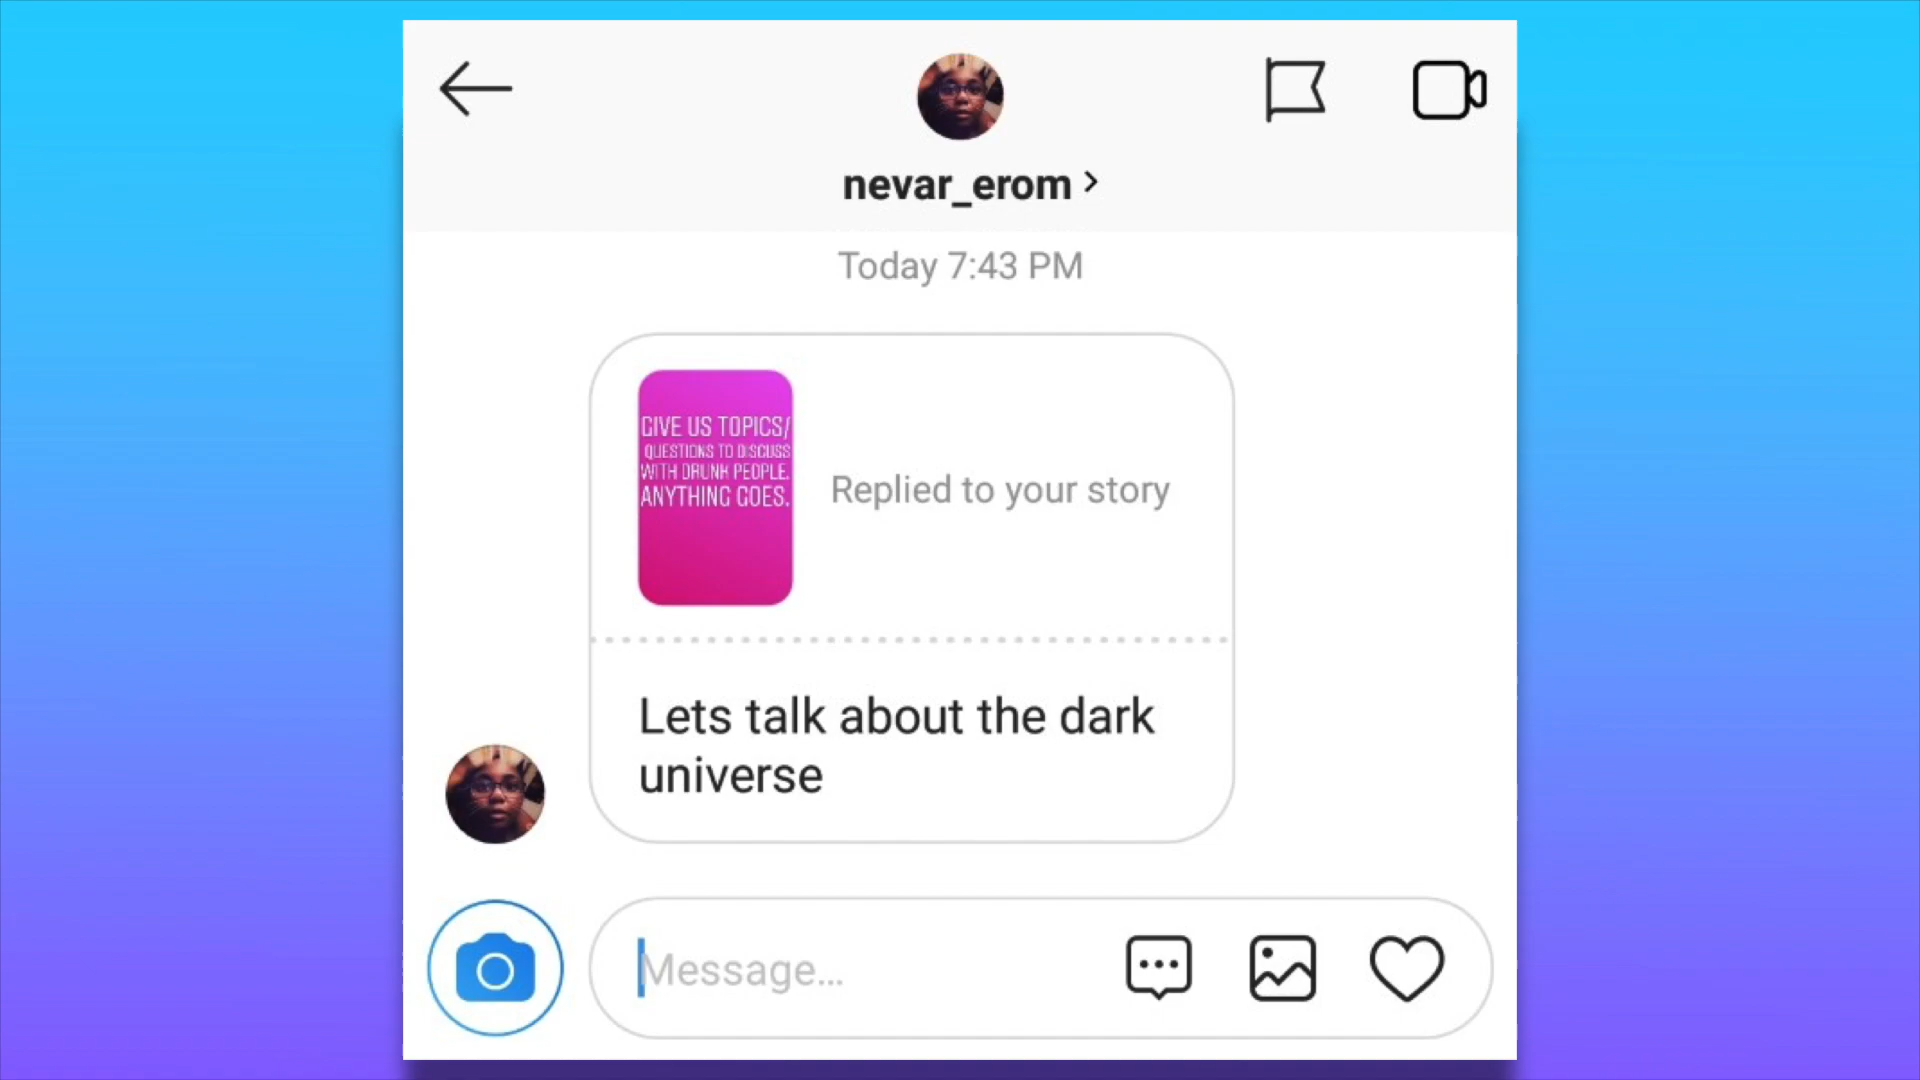 nevar_erom
Today 7:43 PM
GIVE US TOPICS/
QUESTIONS TO DISCUSS
WITH DRUNK PEOPLE.
ANYTHING GOES.
Replied to your story
Lets talk about the dark
universe
Message...